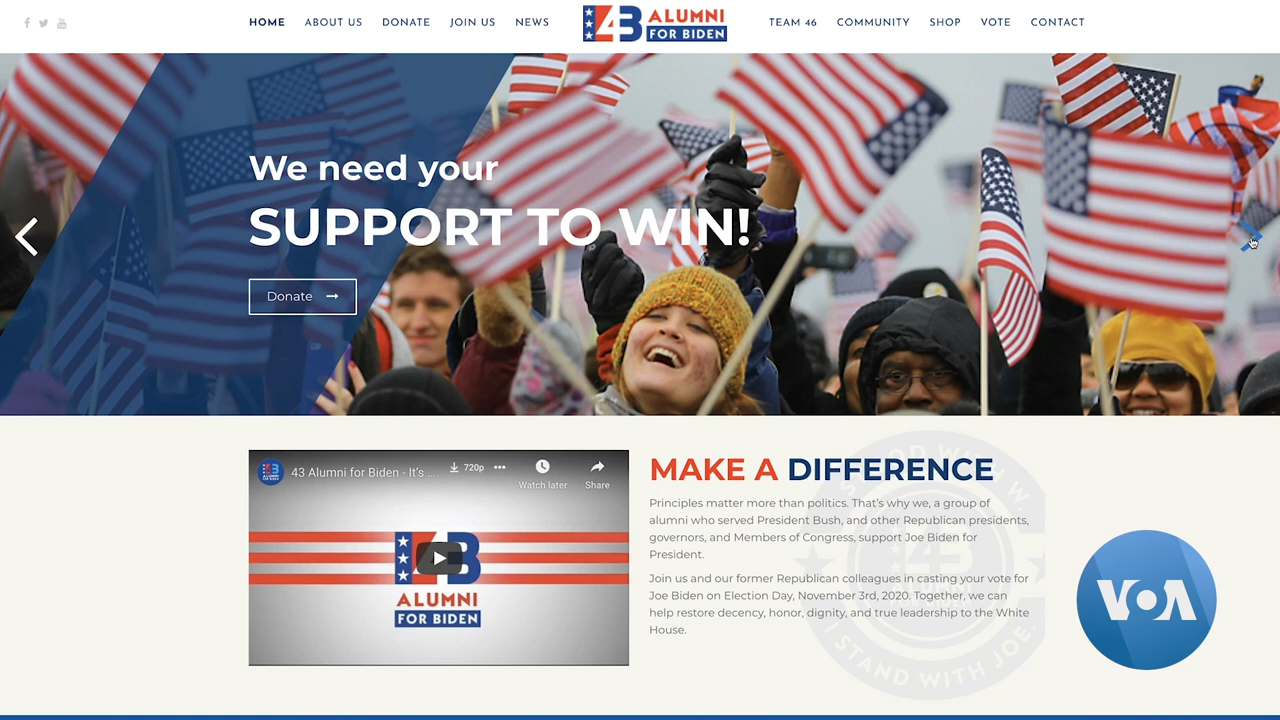 HOME ABOUT US DONATE JOIN US NEWS
43 ALUMNI
FOR BIDEN
TEAM 46 COMMUNITY SHOP VOTE CONTACT
We need your
SUPPORT TO WIN!
Donate
43 Alumni for Biden - It's ...
720p
Watch later
Share
43
ALUMNI
FOR BIDEN
MAKE A DIFFERENCE
Principles matter more than politics. That's why we, a group of
alumni who served President Bush, and other Republican presidents,
governors, and Members of Congress, support Joe Biden for
President.
Join us and our former Republican colleagues in casting your vote for
Joe Biden on Election Day, November 3rd, 2020. Together, we can
help restore decency, honor, dignity, and true leadership to the White
House.
I STAND WITH JOE.
VOA